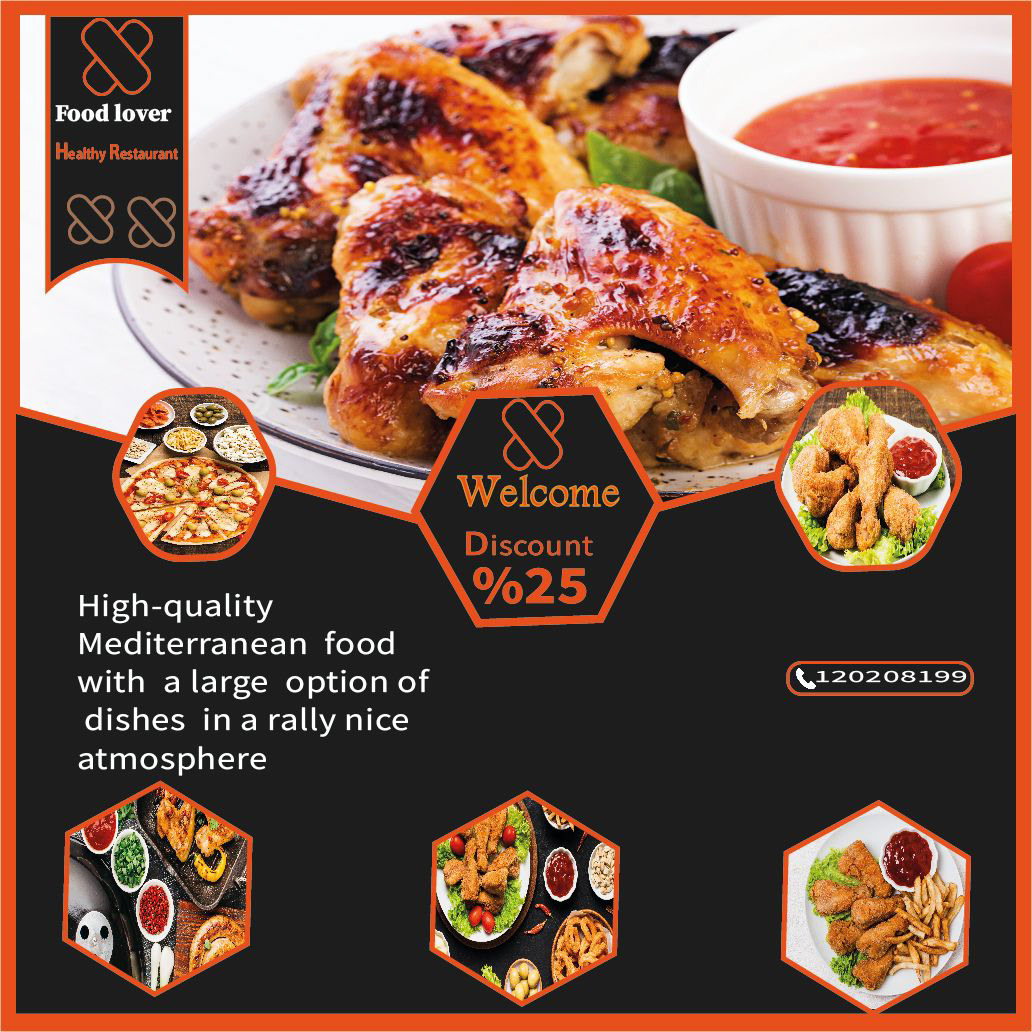 Food lover
Healthy Restaurant
Welcome
Discount
%25
High-quality
Mediterranean food
with a large option of
dishes in a rally nice
atmosphere
120208199